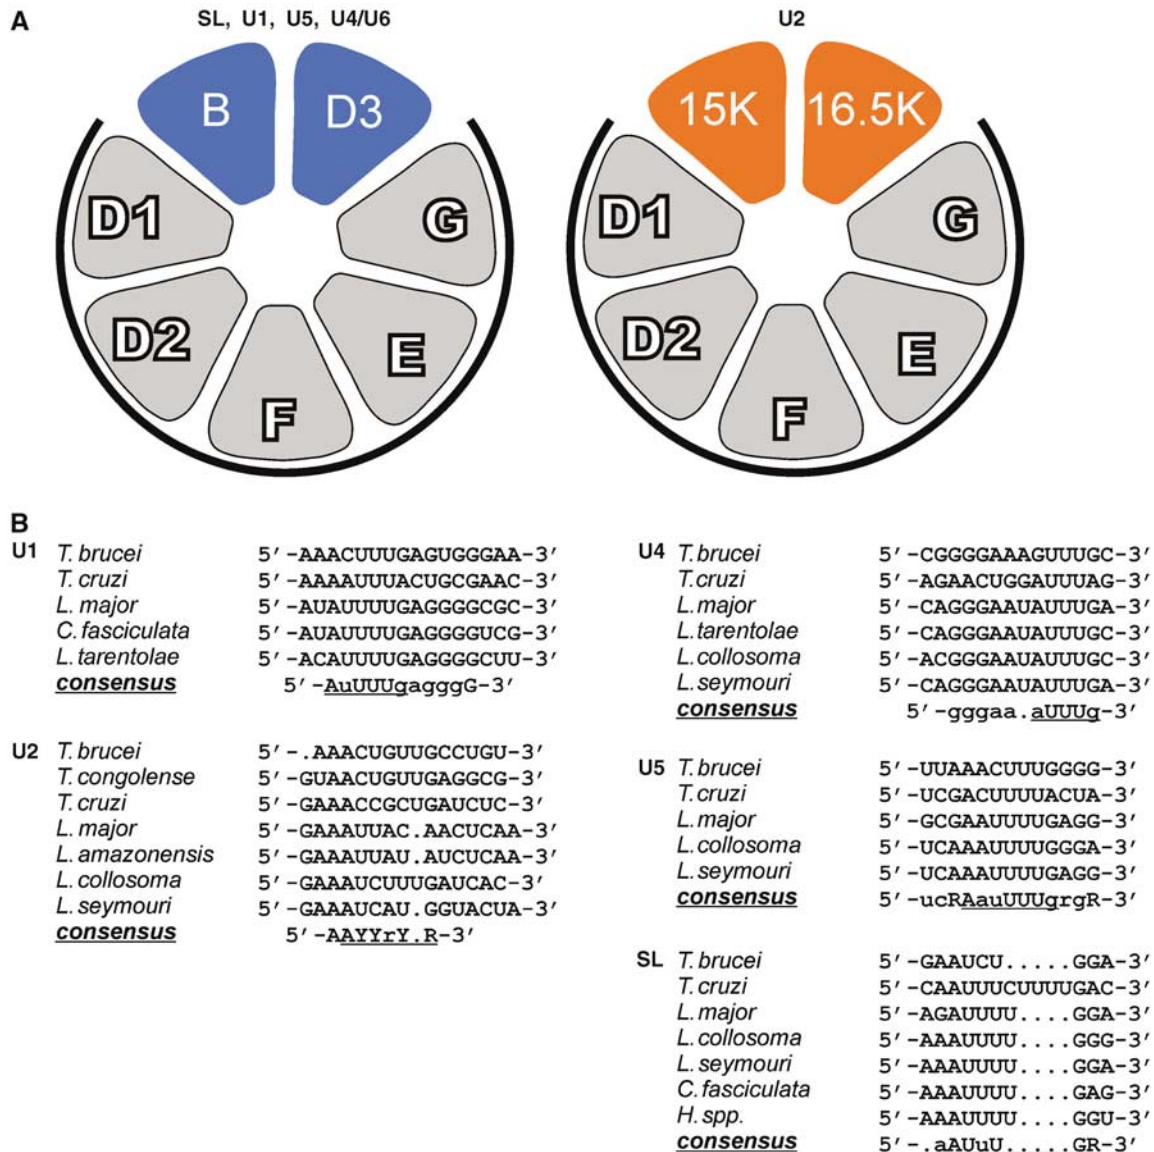 A
SL, U1, U5, U4/U6
U2
B
D3
15K
16.5K
D1
G
D1
G
D2
E
D2
E
F
F
B
U1 T. brucei 5′-AAACUUUGAGUGGGAA-3′
T. cruzi 5′-AAAAUUUACUGCGAAC-3′
L. major 5′-AUAUUUUGAGGGGCGC-3′
C. fasciculata 5′-AUAUUUUGAGGGGUCG-3′
L. tarentolae 5′-ACAUUUUGAGGGGCUU-3′
consensus 5′-AuUUUgagggG-3′
U2 T. brucei 5′-.AAACUGUUGCCUGU-3′
T. congolense 5′-GUAACUGUUGAGGCG-3′
T. cruzi 5′-GAAACCGCUGAUCUC-3′
L. major 5′-GAAAUUAC.AACUCAA-3′
L. amazonensis 5′-GAAAUUAU.AUCUCAA-3′
L. collosoma 5′-GAAAUCUUUGAUCAC-3′
L. seymouri 5′-GAAAUCAU.GGUACUA-3′
consensus 5′-AAYYrY.R-3′
U4 T. brucei 5′-CGGGGAAAGUUUGC-3′
T. cruzi 5′-AGAACUGGAUUUAG-3′
L. major 5′-CAGGGAAUAUUUGA-3′
L. tarentolae 5′-CAGGGAAUAUUUGC-3′
L. collosoma 5′-ACGGGAAUAUUUGC-3′
L. seymouri 5′-CAGGGAAUAUUUGA-3′
consensus 5′-gggaa.aUUUg-3′
U5 T. brucei 5′-UUAAACUUUGGGG-3′
T. cruzi 5′-UCGACUUUUACUA-3′
L. major 5′-GCGAAUUUUGAGG-3′
L. collosoma 5′-UCAAAUUUUGGGA-3′
L. seymouri 5′-UCAAAUUUUGAGG-3′
consensus 5′-ucRAauUUUgrgR-3′
SL T. brucei 5′-GAAUCU.....GGA-3′
T. cruzi 5′-CAAUUUCUUUUGAC-3′
L. major 5′-AGAUUUU....GGA-3′
L. collosoma 5′-AAAUUUU....GGG-3′
L. seymouri 5′-AAAUUUU....GGA-3′
C. fasciculata 5′-AAAUUUU....GAG-3′
H. spp. 5′-AAAUUUU....GGU-3′
consensus 5′-.aAUuU.....GR-3′